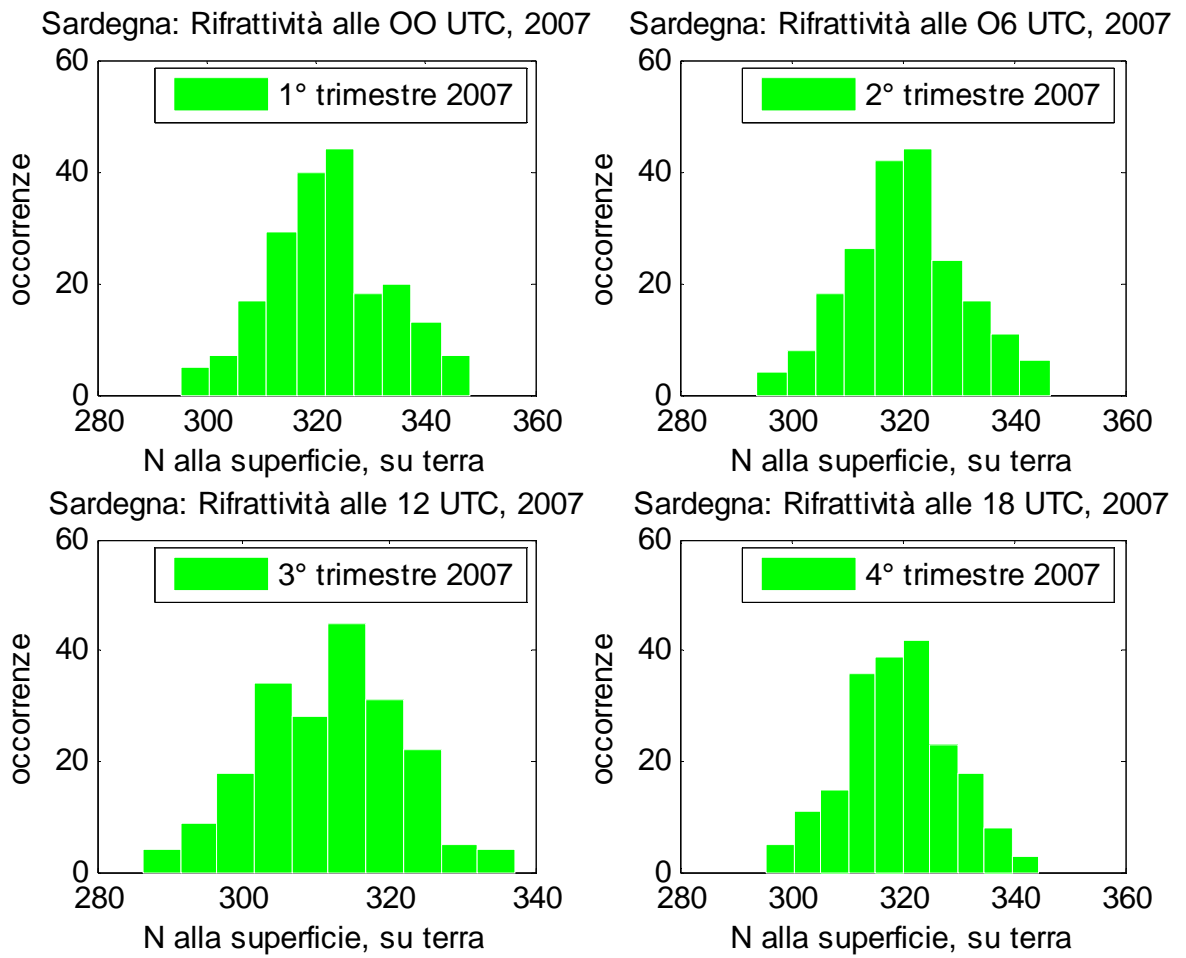 Sardegna: Rifrattività alle OO UTC, 2007
60
40
20
0
occorrenze
1° trimestre 2007
280
300
320
340
360
N alla superficie, su terra
Sardegna: Rifrattività alle O6 UTC, 2007
60
40
20
0
occorrenze
2° trimestre 2007
280
300
320
340
360
N alla superficie, su terra
Sardegna: Rifrattività alle 12 UTC, 2007
60
40
20
0
occorrenze
3° trimestre 2007
280
300
320
340
N alla superficie, su terra
Sardegna: Rifrattività alle 18 UTC, 2007
60
40
20
0
occorrenze
4° trimestre 2007
280
300
320
340
360
N alla superficie, su terra